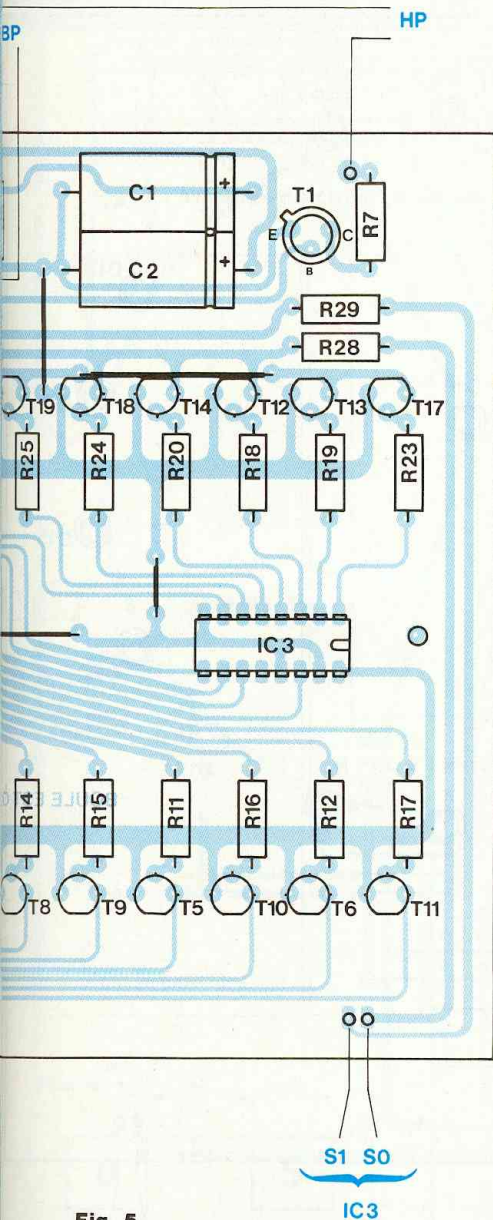 HP
BP
C1 +
T1
E C
B
R7
C2 +
R29
R28
T19 T18 T14 T12 T13 T17
R25 R24 R20 R18 R19 R23
IC3
R14 R15 R11 R16 R12 R17
T8 T9 T5 T10 T6 T11
S1 S0
IC3
Fig. 5